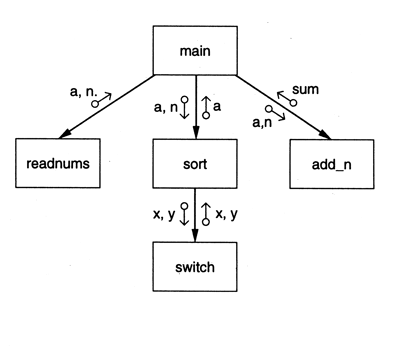 main
a, n.
a, n
a
sum
a,n
readnums
sort
add_n
x, y
x, y
switch